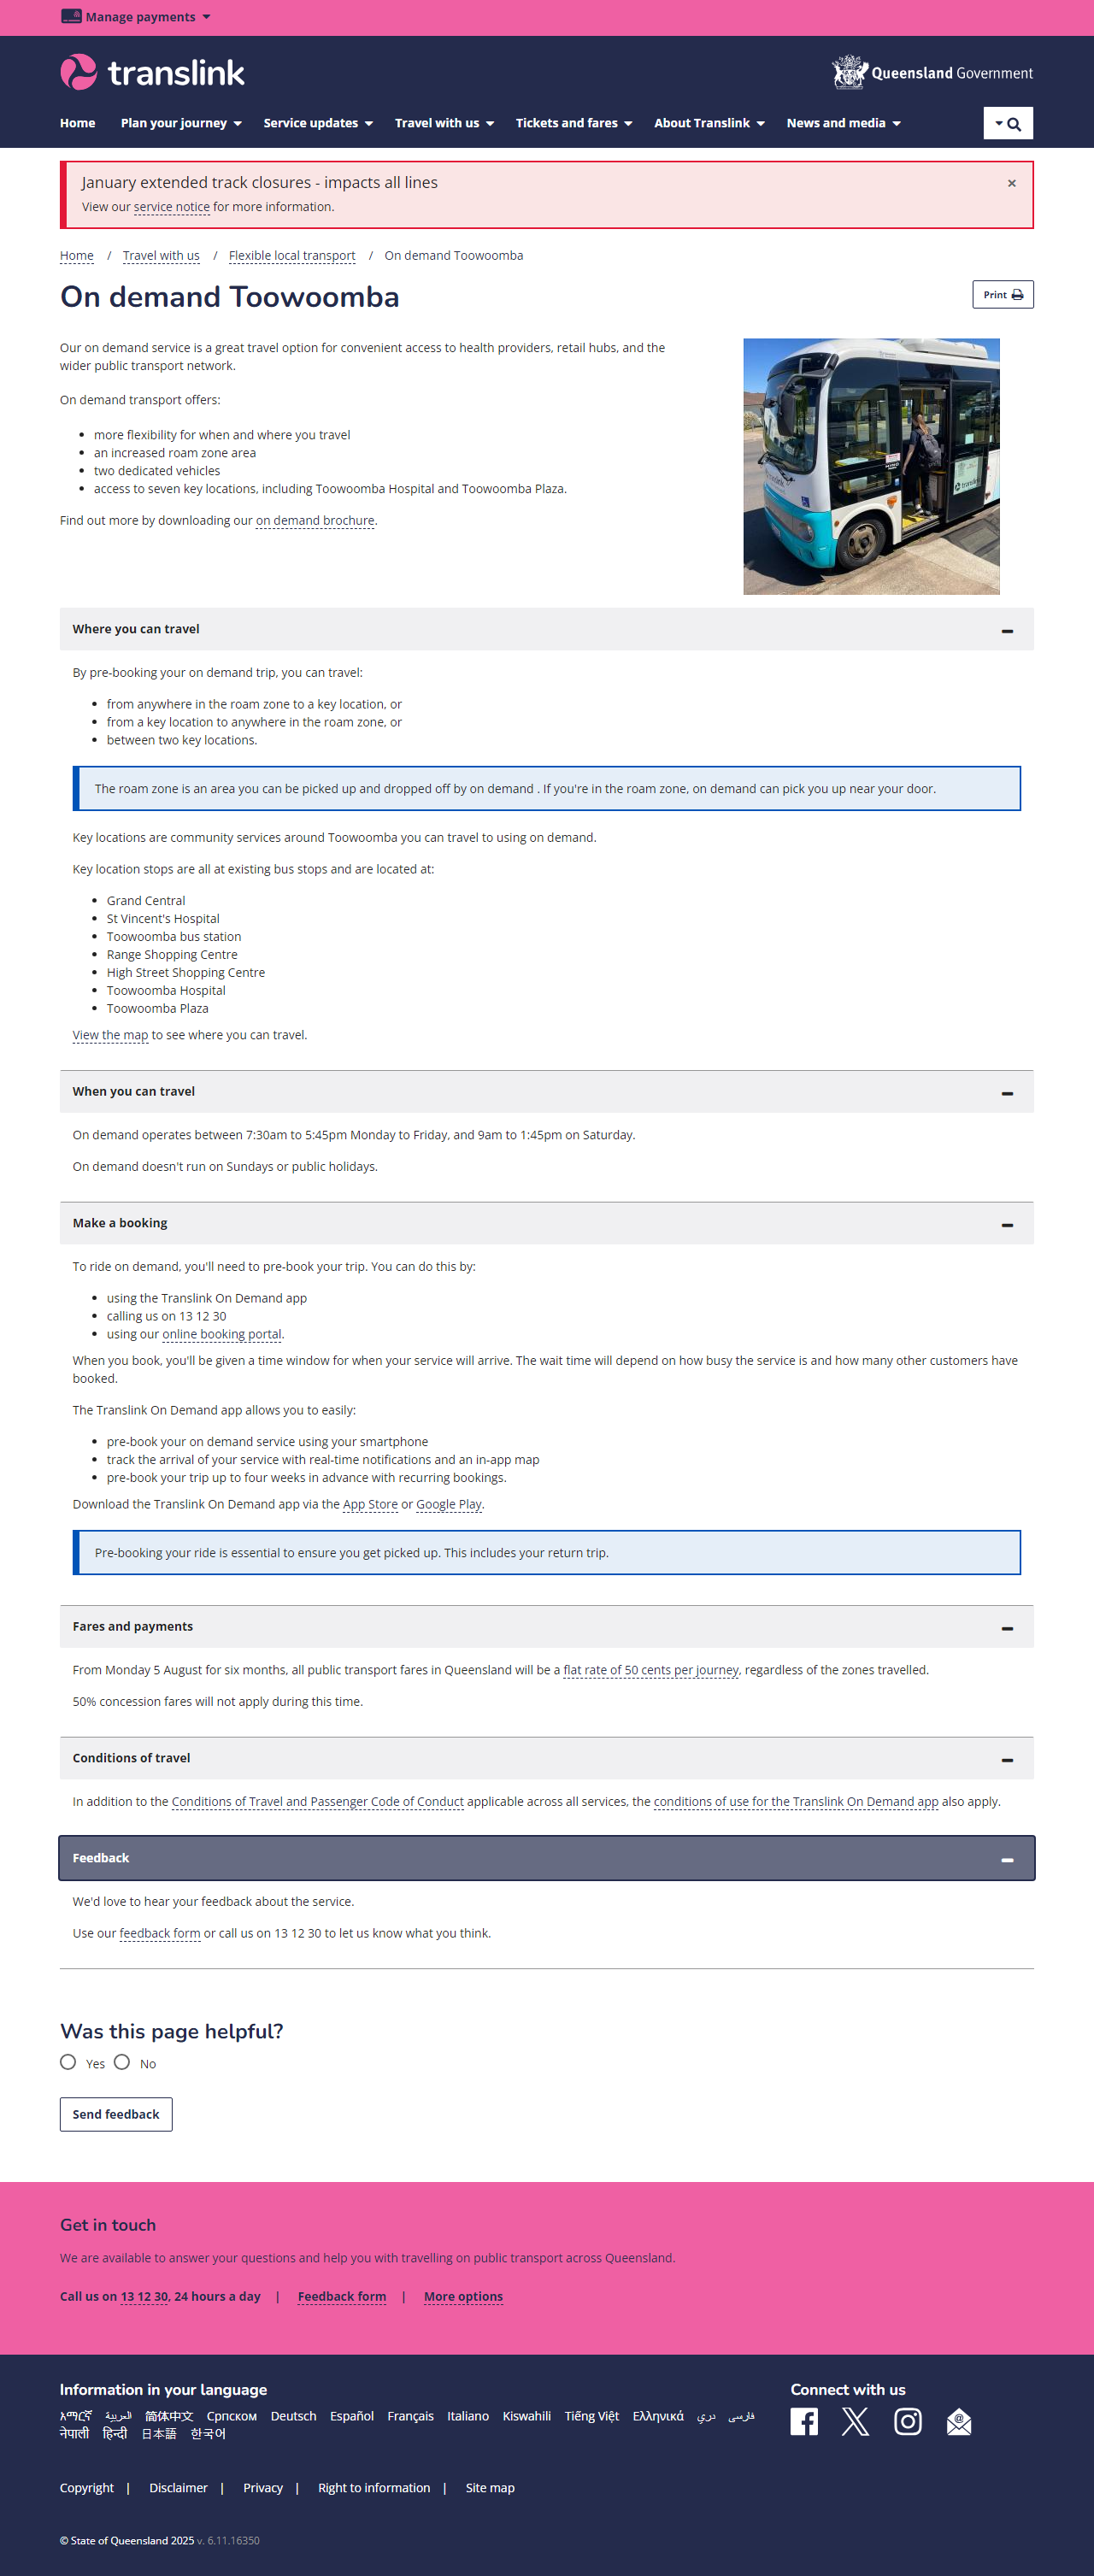 Manage payments
translink
Queensland Government
Home Plan your journey Service updates Travel with us Tickets and fares About Translink News and media
January extended track closures - impacts all lines
×
View our service notice for more information.
Home / Travel with us / Flexible local transport / On demand Toowoomba
On demand Toowoomba
Print
Our on demand service is a great travel option for convenient access to health providers, retail hubs, and the
wider public transport network.
On demand transport offers:
more flexibility for when and where you travel
an increased roam zone area
two dedicated vehicles
access to seven key locations, including Toowoomba Hospital and Toowoomba Plaza.
Find out more by downloading our on demand brochure.
Where you can travel
By pre-booking your on demand trip, you can travel:
from anywhere in the roam zone to a key location, or
from a key location to anywhere in the roam zone, or
between two key locations.
The roam zone is an area you can be picked up and dropped off by on demand . If you're in the roam zone, on demand can pick you up near your door.
Key locations are community services around Toowoomba you can travel to using on demand.
Key location stops are all at existing bus stops and are located at:
Grand Central
St Vincent's Hospital
Toowoomba bus station
Range Shopping Centre
High Street Shopping Centre
Toowoomba Hospital
Toowoomba Plaza
View the map to see where you can travel.
When you can travel
On demand operates between 7:30am to 5:45pm Monday to Friday, and 9am to 1:45pm on Saturday.
On demand doesn't run on Sundays or public holidays.
Make a booking
To ride on demand, you'll need to pre-book your trip. You can do this by:
using the Translink On Demand app
calling us on 13 12 30
using our online booking portal.
When you book, you'll be given a time window for when your service will arrive. The wait time will depend on how busy the service is and how many other customers have
booked.
The Translink On Demand app allows you to easily:
pre-book your on demand service using your smartphone
track the arrival of your service with real-time notifications and an in-app map
pre-book your trip up to four weeks in advance with recurring bookings.
Download the Translink On Demand app via the App Store or Google Play.
Pre-booking your ride is essential to ensure you get picked up. This includes your return trip.
Fares and payments
From Monday 5 August for six months, all public transport fares in Queensland will be a flat rate of 50 cents per journey, regardless of the zones travelled.
50% concession fares will not apply during this time.
Conditions of travel
In addition to the Conditions of Travel and Passenger Code of Conduct applicable across all services, the conditions of use for the Translink On Demand app also apply.
Feedback
We'd love to hear your feedback about the service.
Use our feedback form or call us on 13 12 30 to let us know what you think.
Was this page helpful?
Yes No
Send feedback
Get in touch
We are available to answer your questions and help you with travelling on public transport across Queensland.
Call us on 13 12 30, 24 hours a day | Feedback form | More options
Information in your language
Connect with us
አማርኛ العربية 简体中文 Српском Deutsch Español Français Italiano Kiswahili Tiếng Việt Ελληνικά دري فارسی
नेपाली हिन्दी 日本語 한국어
Copyright | Disclaimer | Privacy | Right to information | Site map
© State of Queensland 2025 v. 6.11.16350